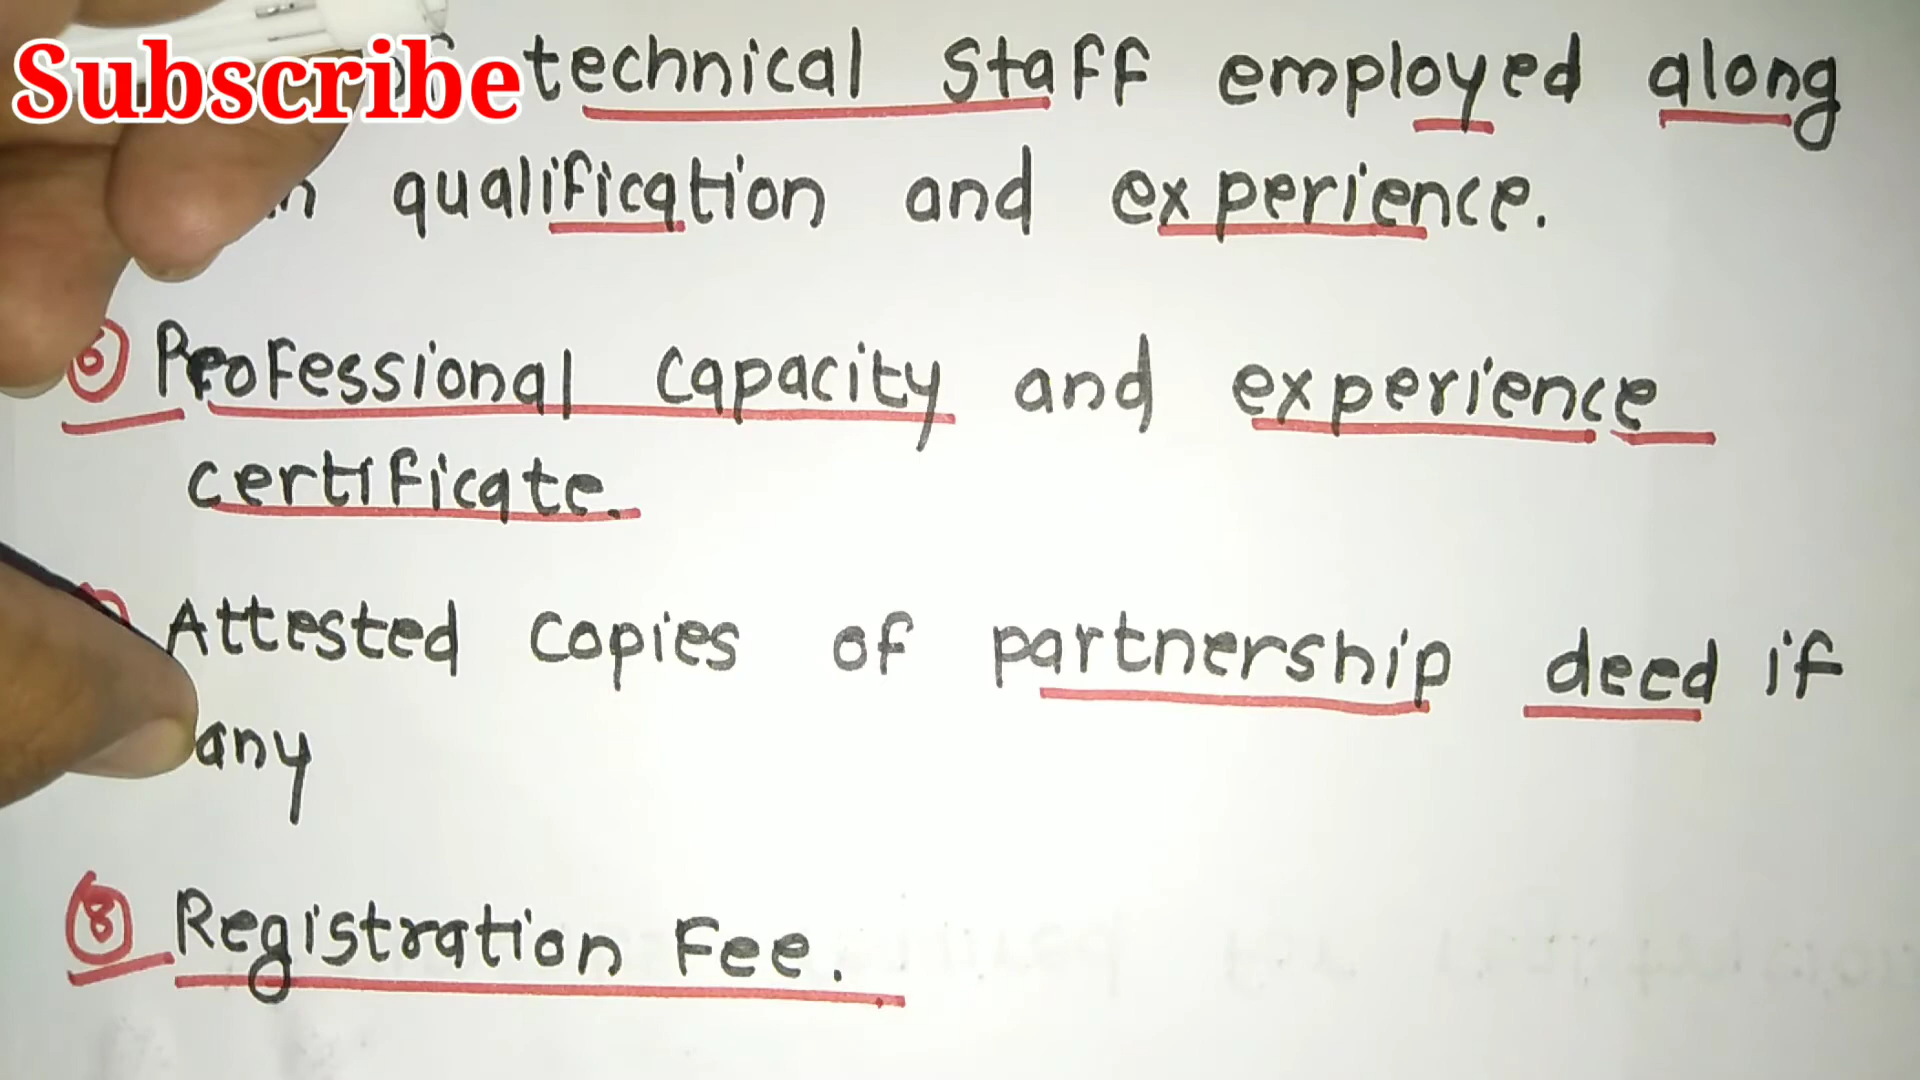 Subscribe of technical staff employed along
qualification and experience.
6 Professional capacity and experience
certificate.
Attested copies of partnership deed if
any
8 Registration Fee.